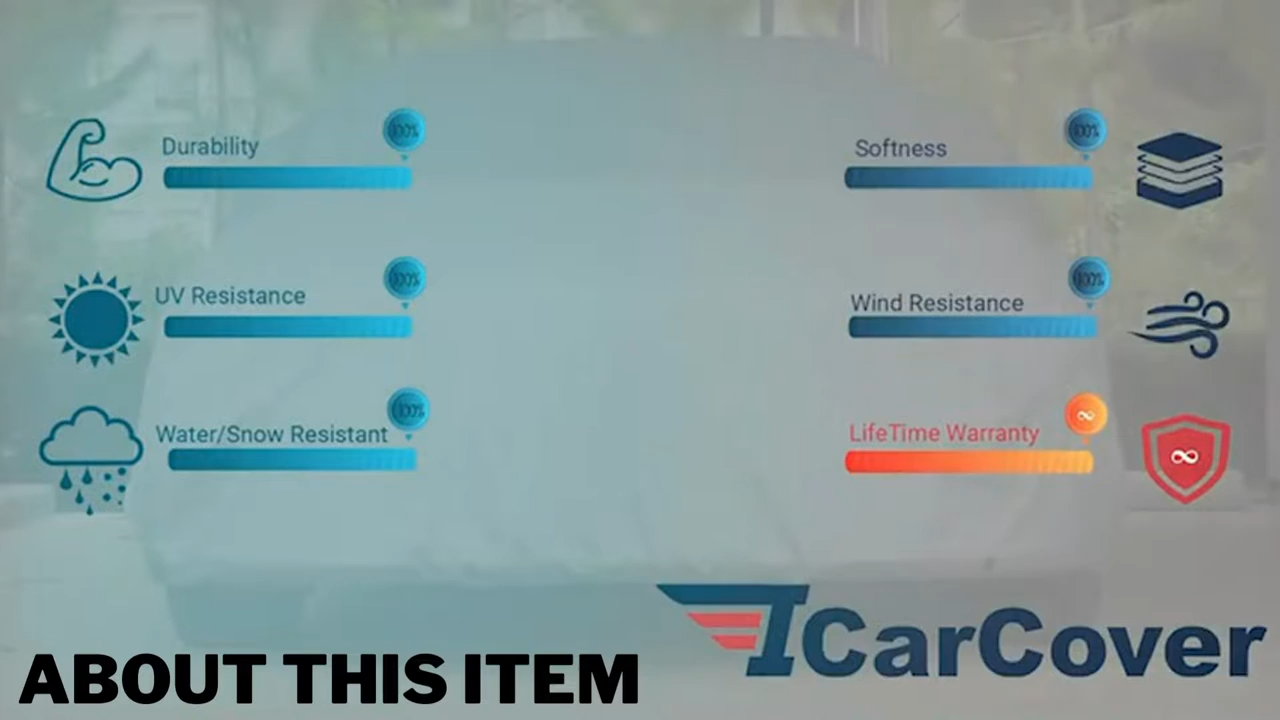 Durability
100%
UV Resistance
100%
Water/Snow Resistant
100%
Softness
100%
Wind Resistance
100%
LifeTime Warranty
∞
∞
ABOUT THIS ITEM
ICarCover